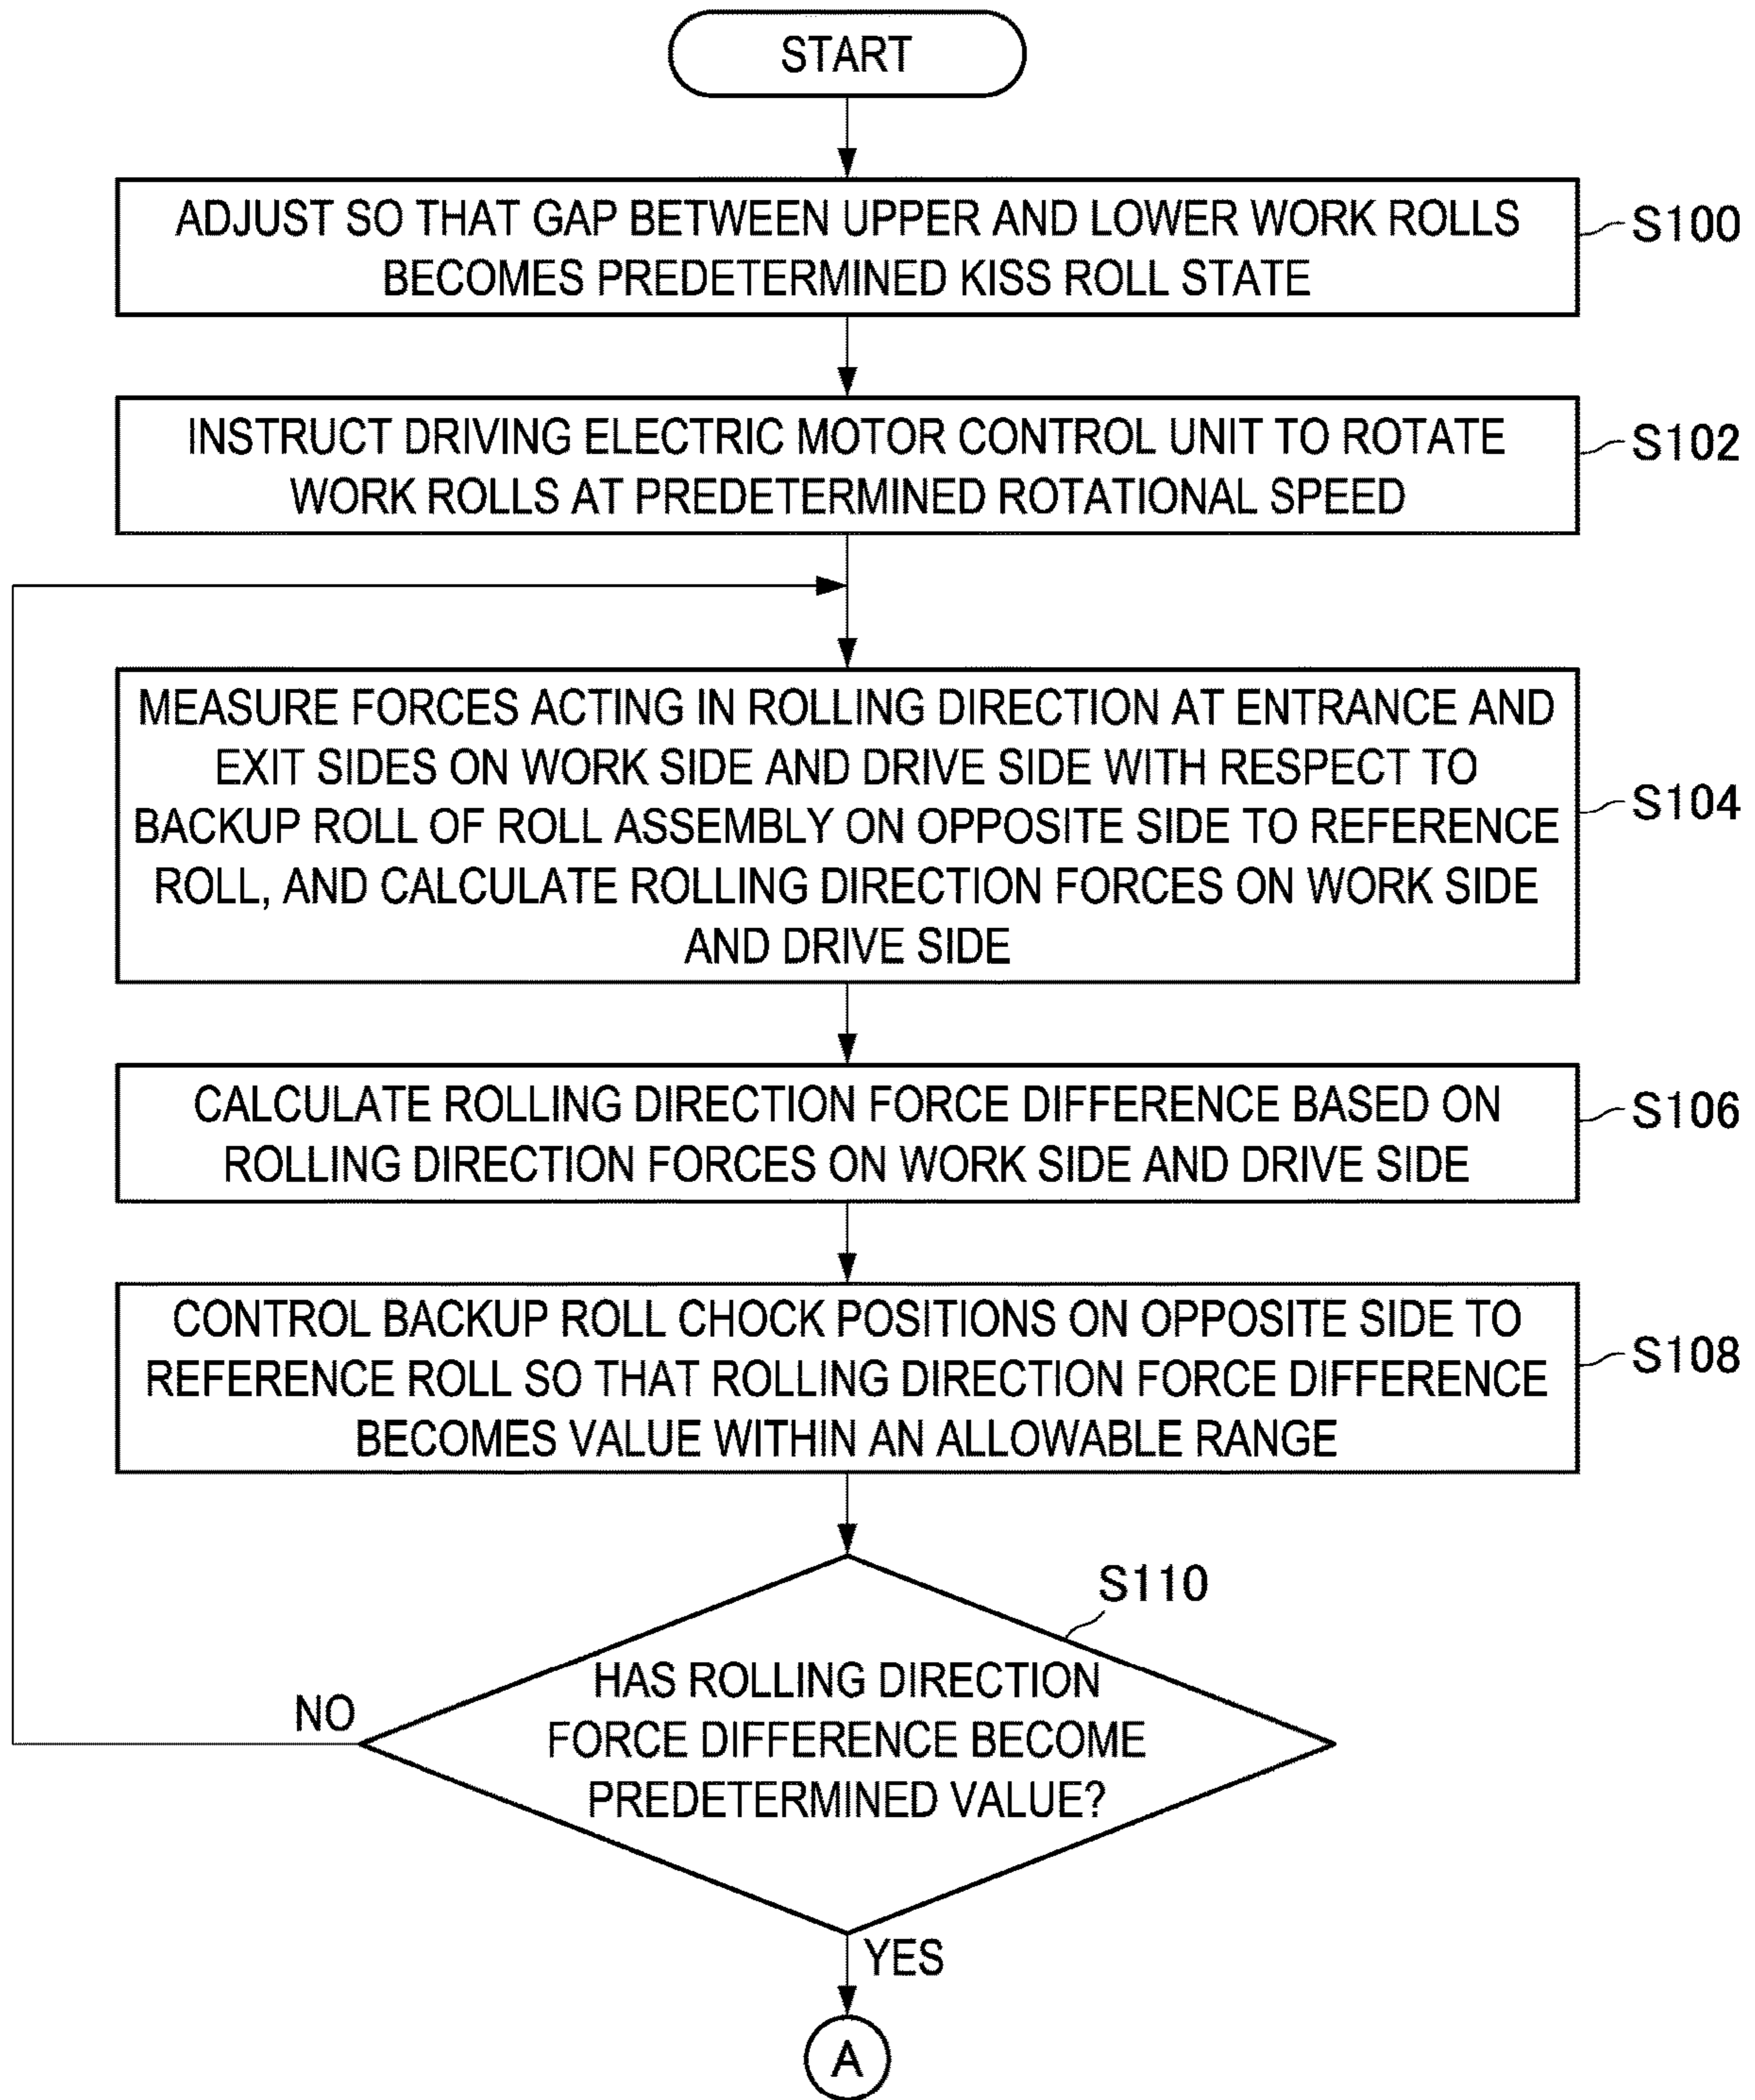 START
ADJUST SO THAT GAP BETWEEN UPPER AND LOWER WORK ROLLS
BECOMES PREDETERMINED KISS ROLL STATE
S100
INSTRUCT DRIVING ELECTRIC MOTOR CONTROL UNIT TO ROTATE
WORK ROLLS AT PREDETERMINED ROTATIONAL SPEED
S102
MEASURE FORCES ACTING IN ROLLING DIRECTION AT ENTRANCE AND
EXIT SIDES ON WORK SIDE AND DRIVE SIDE WITH RESPECT TO
BACKUP ROLL OF ROLL ASSEMBLY ON OPPOSITE SIDE TO REFERENCE
ROLL, AND CALCULATE ROLLING DIRECTION FORCES ON WORK SIDE
AND DRIVE SIDE
S104
CALCULATE ROLLING DIRECTION FORCE DIFFERENCE BASED ON
ROLLING DIRECTION FORCES ON WORK SIDE AND DRIVE SIDE
S106
CONTROL BACKUP ROLL CHOCK POSITIONS ON OPPOSITE SIDE TO
REFERENCE ROLL SO THAT ROLLING DIRECTION FORCE DIFFERENCE
BECOMES VALUE WITHIN AN ALLOWABLE RANGE
S108
S110
HAS ROLLING DIRECTION
FORCE DIFFERENCE BECOME
PREDETERMINED VALUE?
NO
YES
A